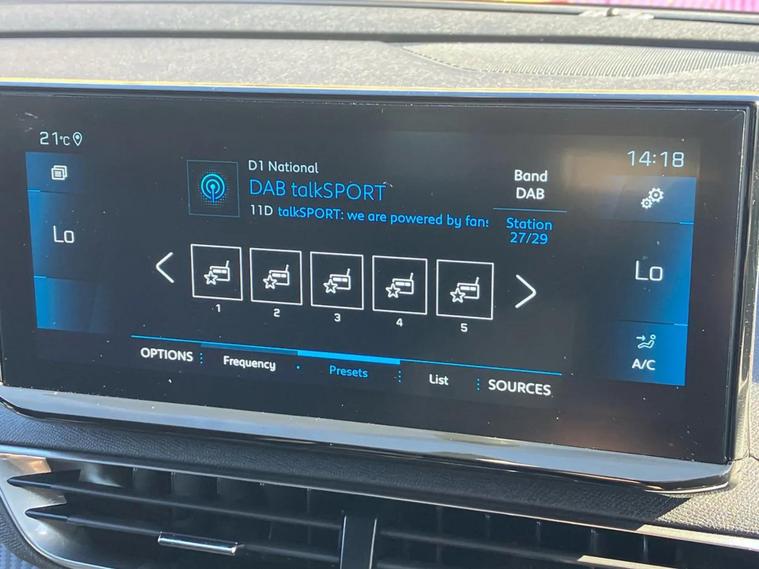 21°C
14:18
D1 National
DAB talkSPORT
11D talkSPORT: we are powered by fan
Band
DAB
Station
27/29
Lo
Lo
1
2
3
4
5
A/C
OPTIONS
Frequency
Presets
List
SOURCES